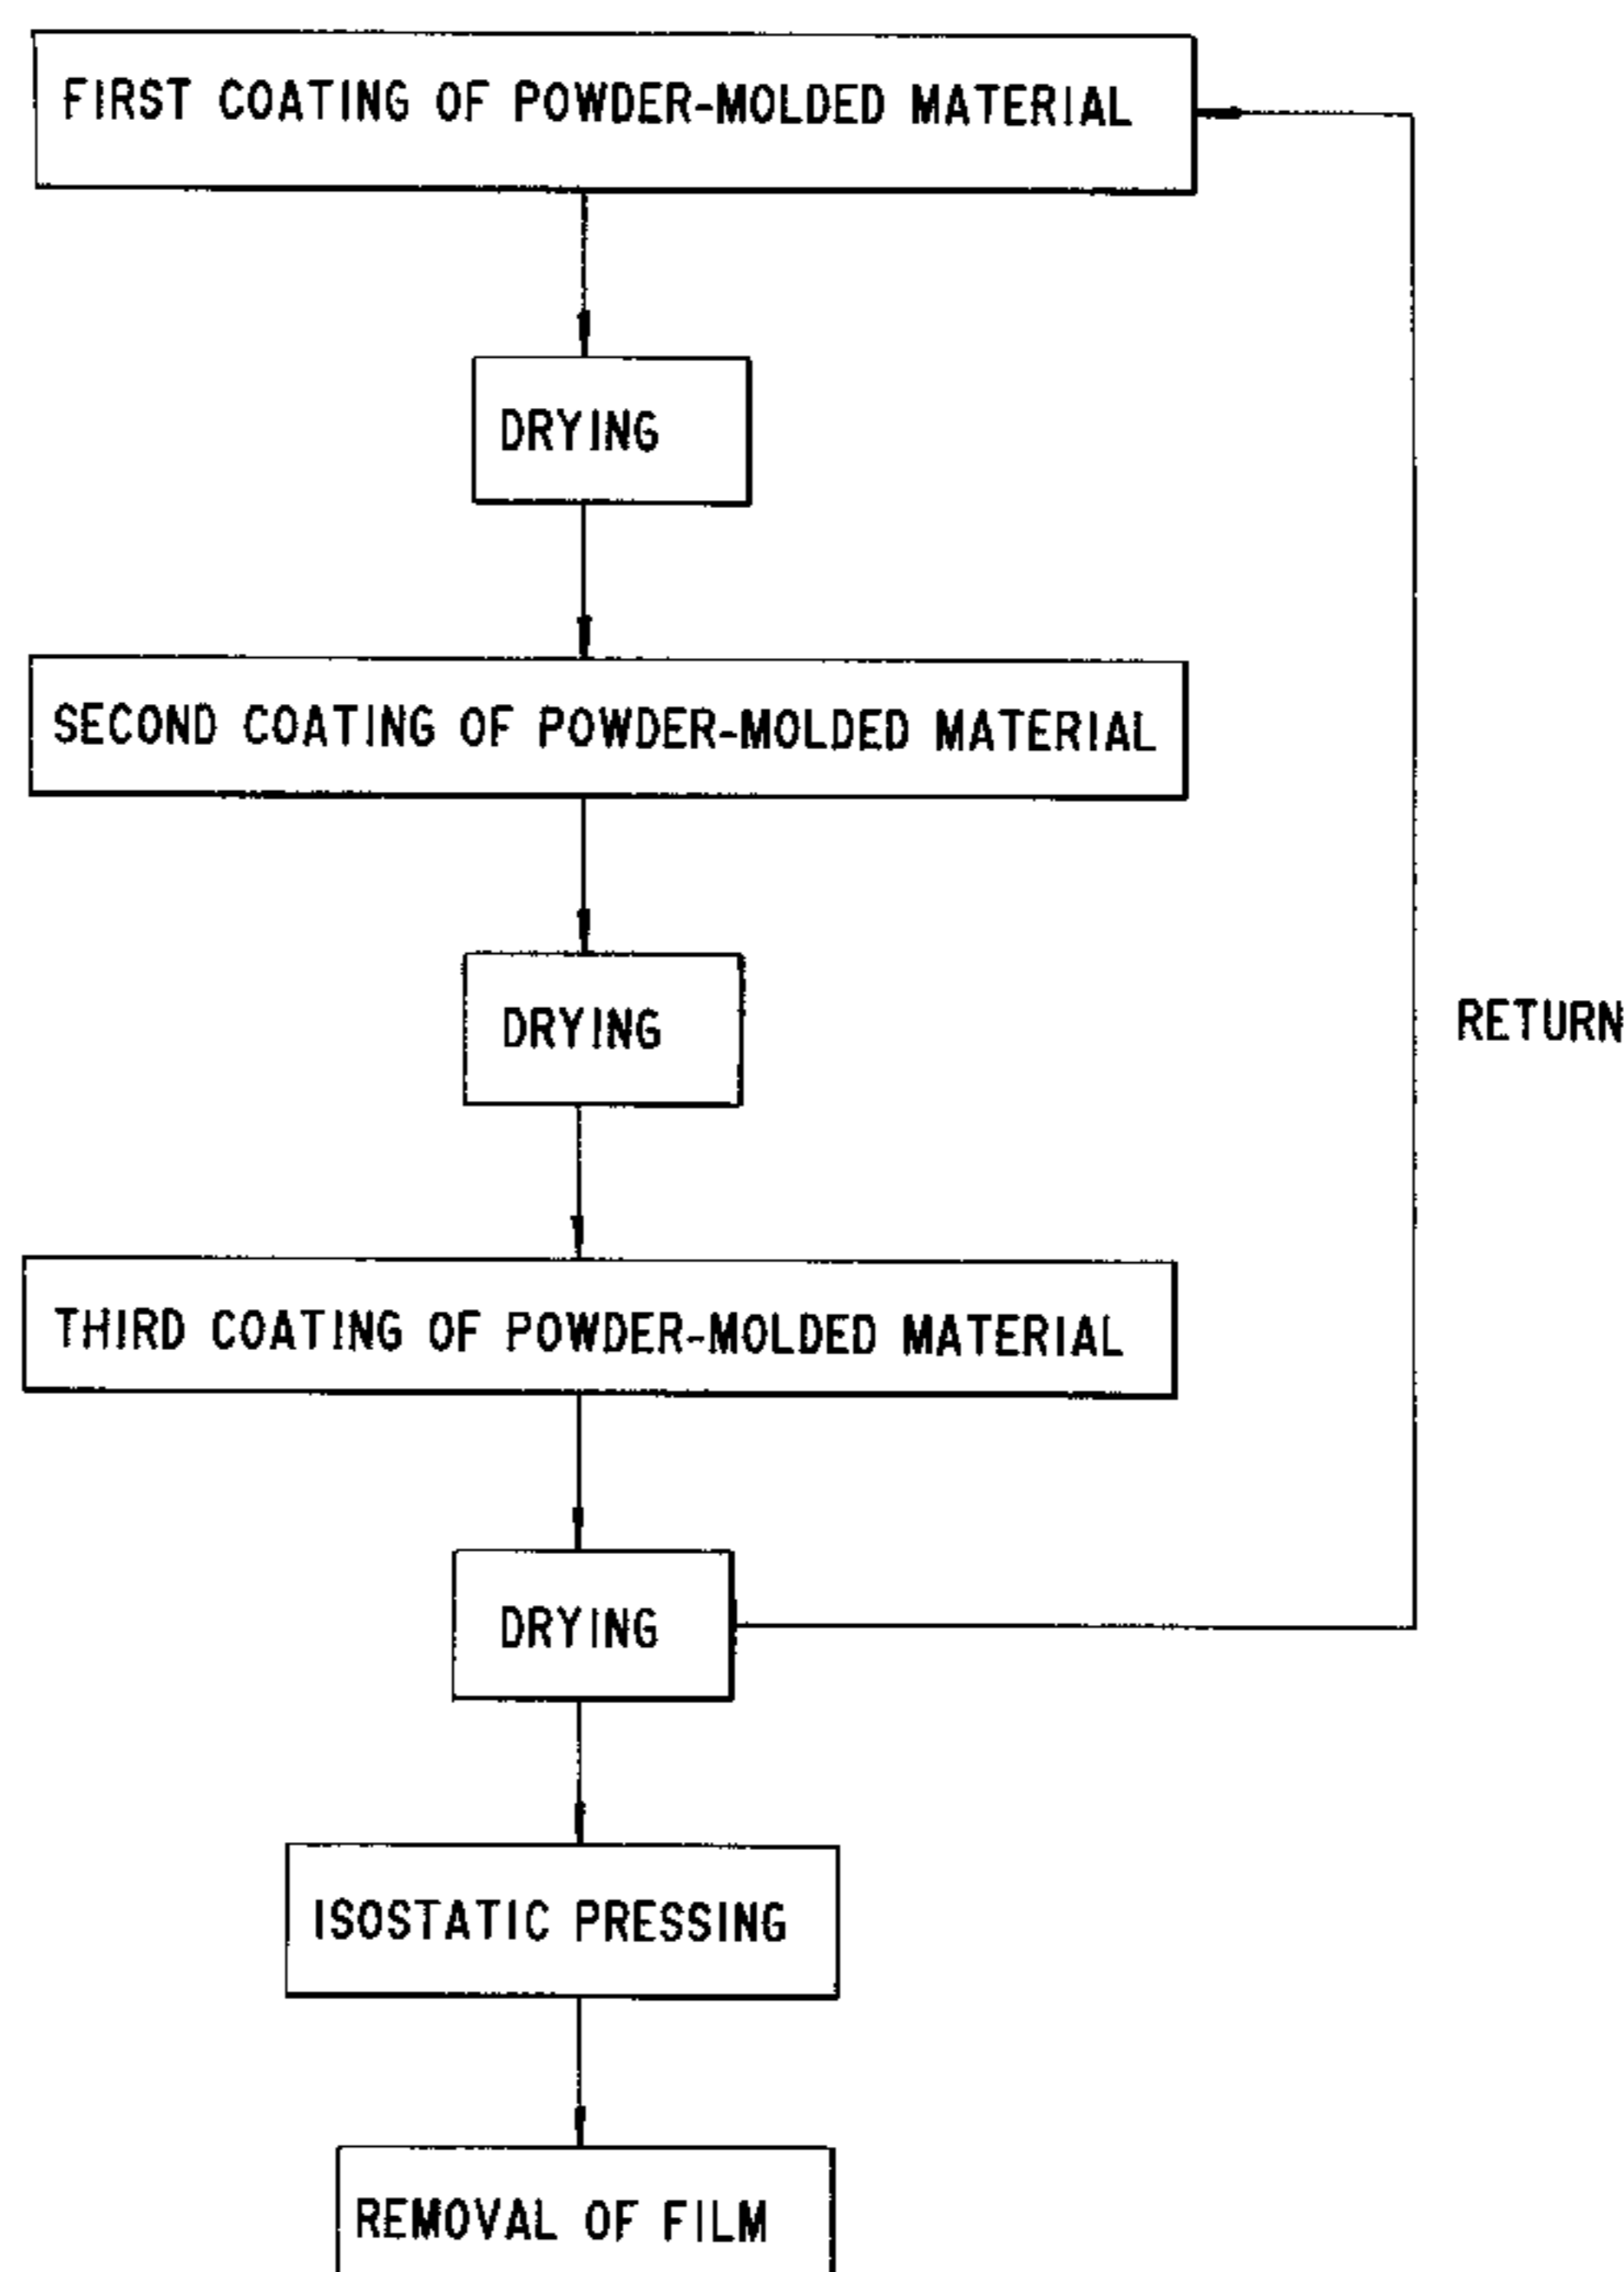 FIRST COATING OF POWDER-MOLDED MATERIAL
DRYING
SECOND COATING OF POWDER-MOLDED MATERIAL
DRYING
RETURN
THIRD COATING OF POWDER-MOLDED MATERIAL
DRYING
ISOSTATIC PRESSING
REMOVAL OF FILM